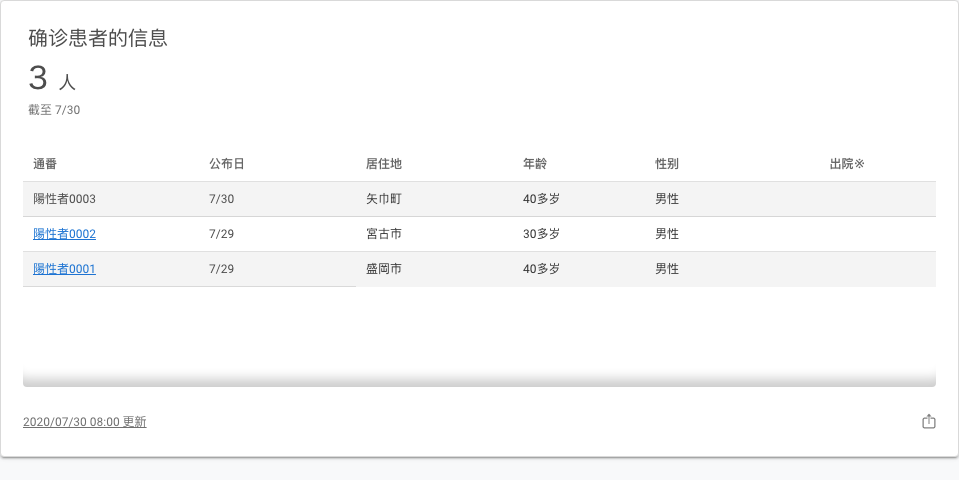 确诊患者的信息
3 人
截至 7/30
通番 公布日 居住地 年龄 性别 出院※
陽性者0003 7/30 矢巾町 40多岁 男性
陽性者0002 7/29 宮古市 30多岁 男性
陽性者0001 7/29 盛岡市 40多岁 男性
2020/07/30 08:00 更新